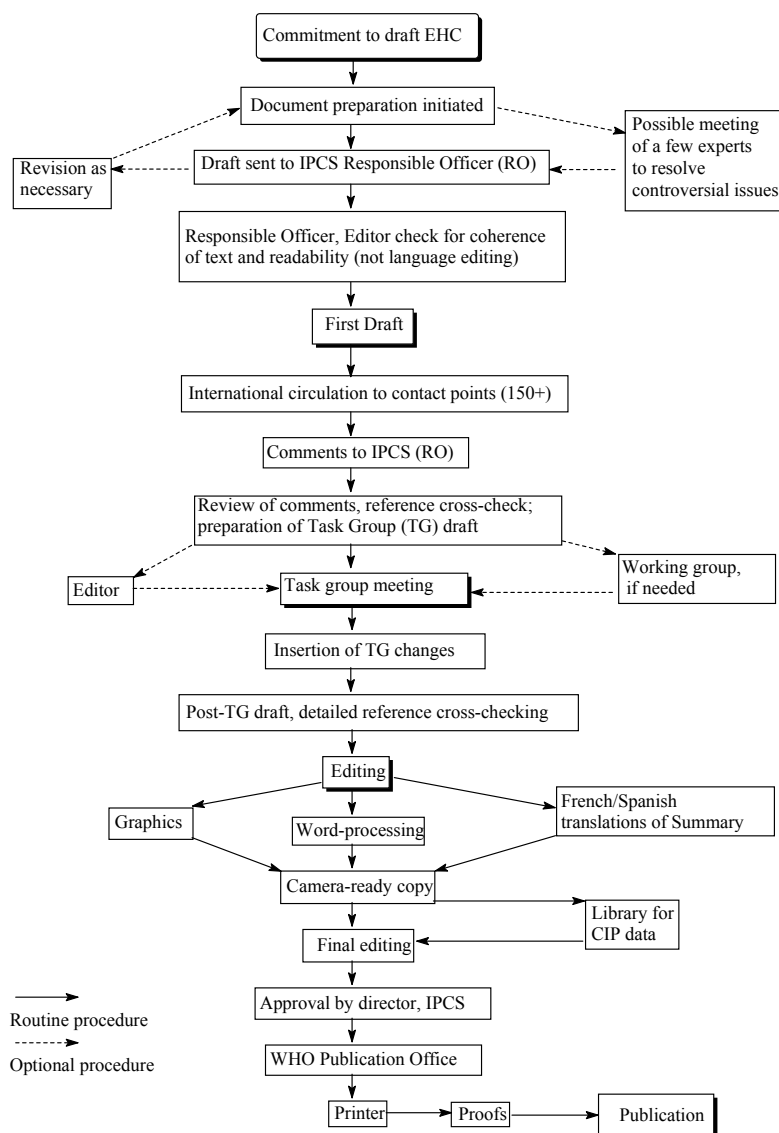 Commitment to draft EHC
Document preparation initiated
Possible meeting
of a few experts
to resolve
controversial issues
Revision as
necessary
Draft sent to IPCS Responsible Officer (RO)
Responsible Officer, Editor check for coherence
of text and readability (not language editing)
First Draft
International circulation to contact points (150+)
Comments to IPCS (RO)
Review of comments, reference cross-check;
preparation of Task Group (TG) draft
Working group,
if needed
Editor
Task group meeting
Insertion of TG changes
Post-TG draft, detailed reference cross-checking
Editing
Graphics
Word-processing
French/Spanish
translations of Summary
Camera-ready copy
Library for
CIP data
Final editing
Approval by director, IPCS
Routine procedure
WHO Publication Office
Optional procedure
Printer
Proofs
Publication